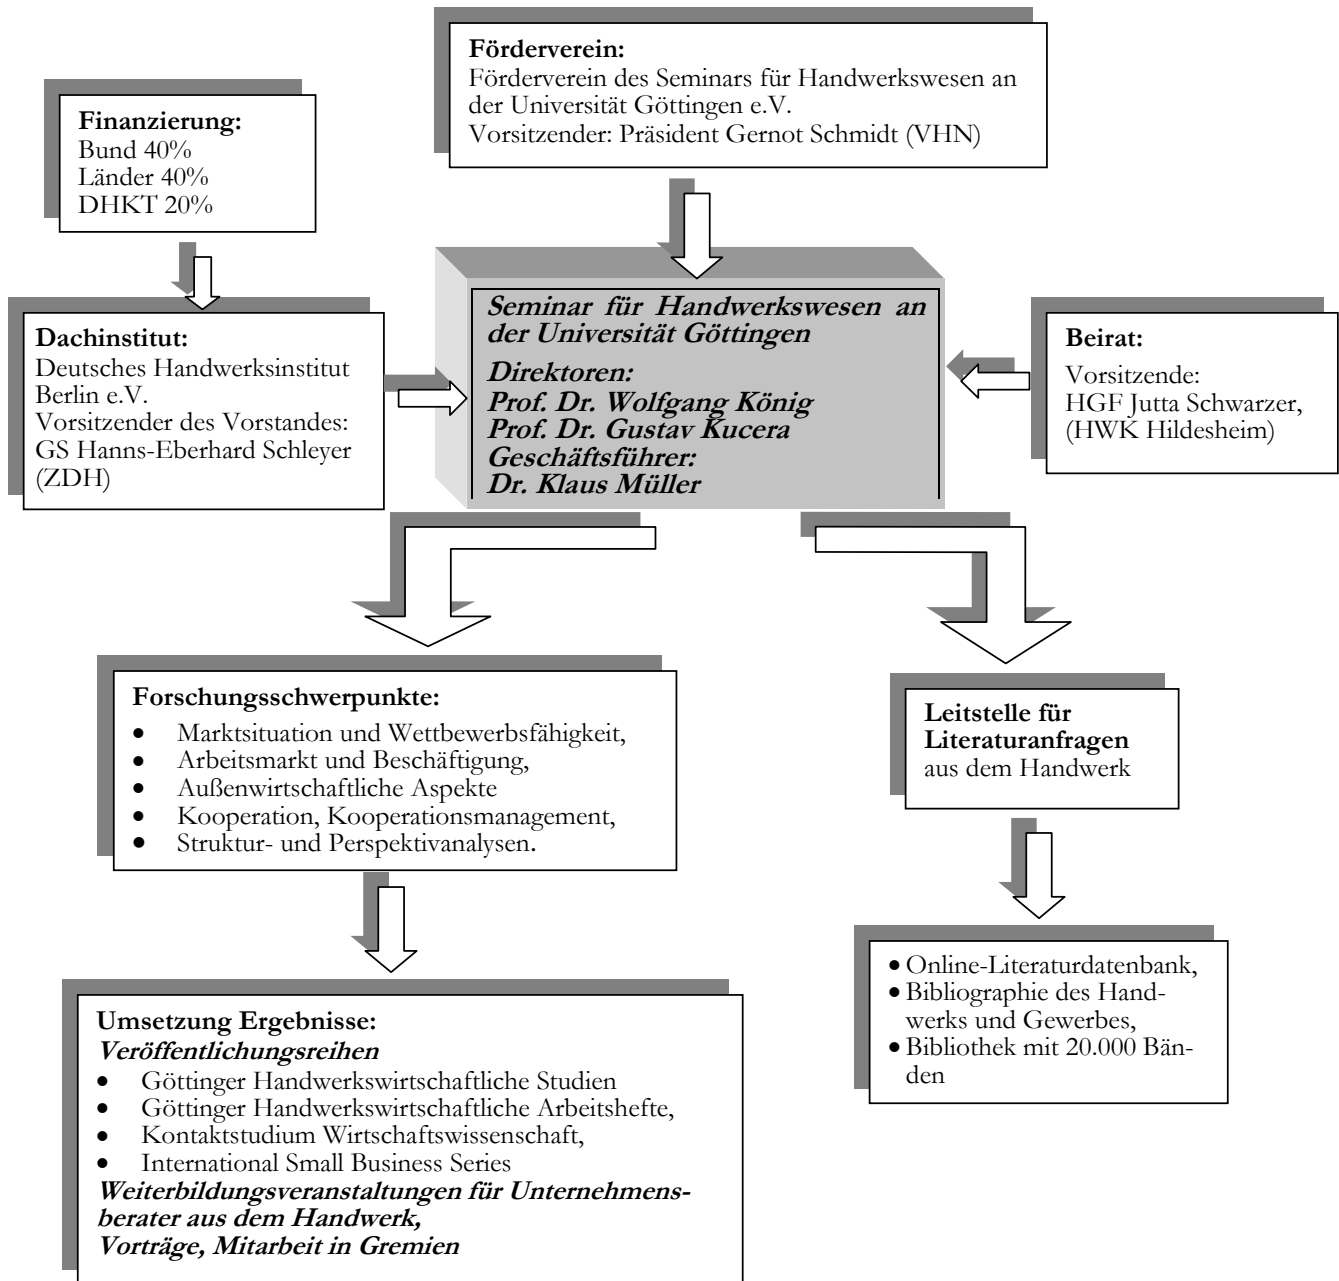 Förderverein:
Förderverein des Seminars für Handwerkswesen an
der Universität Göttingen e.V.
Vorsitzender: Präsident Gernot Schmidt (VHN)
Finanzierung:
Bund 40%
Länder 40%
DHKT 20%
Dachinstitut:
Deutsches Handwerksinstitut
Berlin e.V.
Vorsitzender des Vorstandes:
GS Hanns-Eberhard Schleyer
(ZDH)
Seminar für Handwerkswesen an
der Universität Göttingen
Direktoren:
Prof. Dr. Wolfgang König
Prof. Dr. Gustav Kucera
Geschäftsführer:
Dr. Klaus Müller
Beirat:
Vorsitzende:
HGF Jutta Schwarzer,
(HWK Hildesheim)
Forschungsschwerpunkte:
• Marktsituation und Wettbewerbsfähigkeit,
• Arbeitsmarkt und Beschäftigung,
• Außenwirtschaftliche Aspekte
• Kooperation, Kooperationsmanagement,
• Struktur- und Perspektivanalysen.
Leitstelle für
Literaturanfragen
aus dem Handwerk
Umsetzung Ergebnisse:
Veröffentlichungsreihen
• Göttinger Handwerkswirtschaftliche Studien
• Göttinger Handwerkswirtschaftliche Arbeitshefte,
• Kontaktstudium Wirtschaftswissenschaft,
• International Small Business Series
Weiterbildungsveranstaltungen für Unternehmens-
berater aus dem Handwerk,
Vorträge, Mitarbeit in Gremien
• Online-Literaturdatenbank,
• Bibliographie des Hand-
werks und Gewerbes,
• Bibliothek mit 20.000 Bän-
den